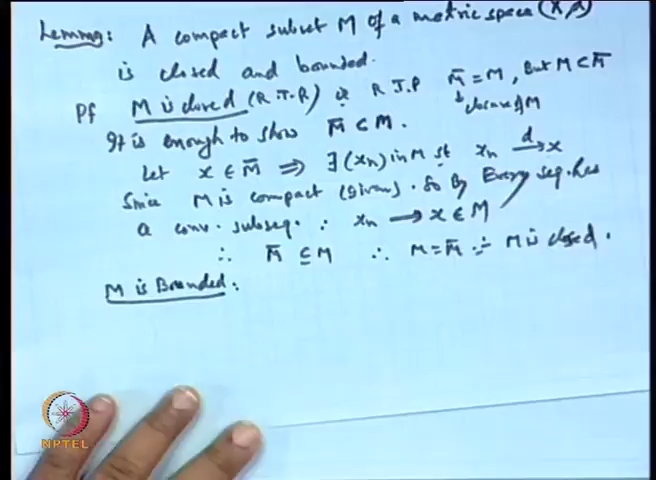 Lemma: A compact subset M of a metric space (X,d)
is closed and bounded.
Pf M is closed (R.T.P) ie R.T.P M̄ = M, But M ⊂ M̄
↓ closure of M
It is enough to show M̄ ⊂ M.
Let x ∈ M̄ ⇒ ∃ (xn) in M st xn →d x
Since M is compact (given). So By Every seq. has
a conv. subseq. ∴ xn → x ∈ M
∴ M̄ ⊆ M ∴ M = M̄ ∴ M is closed.
M is Bounded:
NPTEL